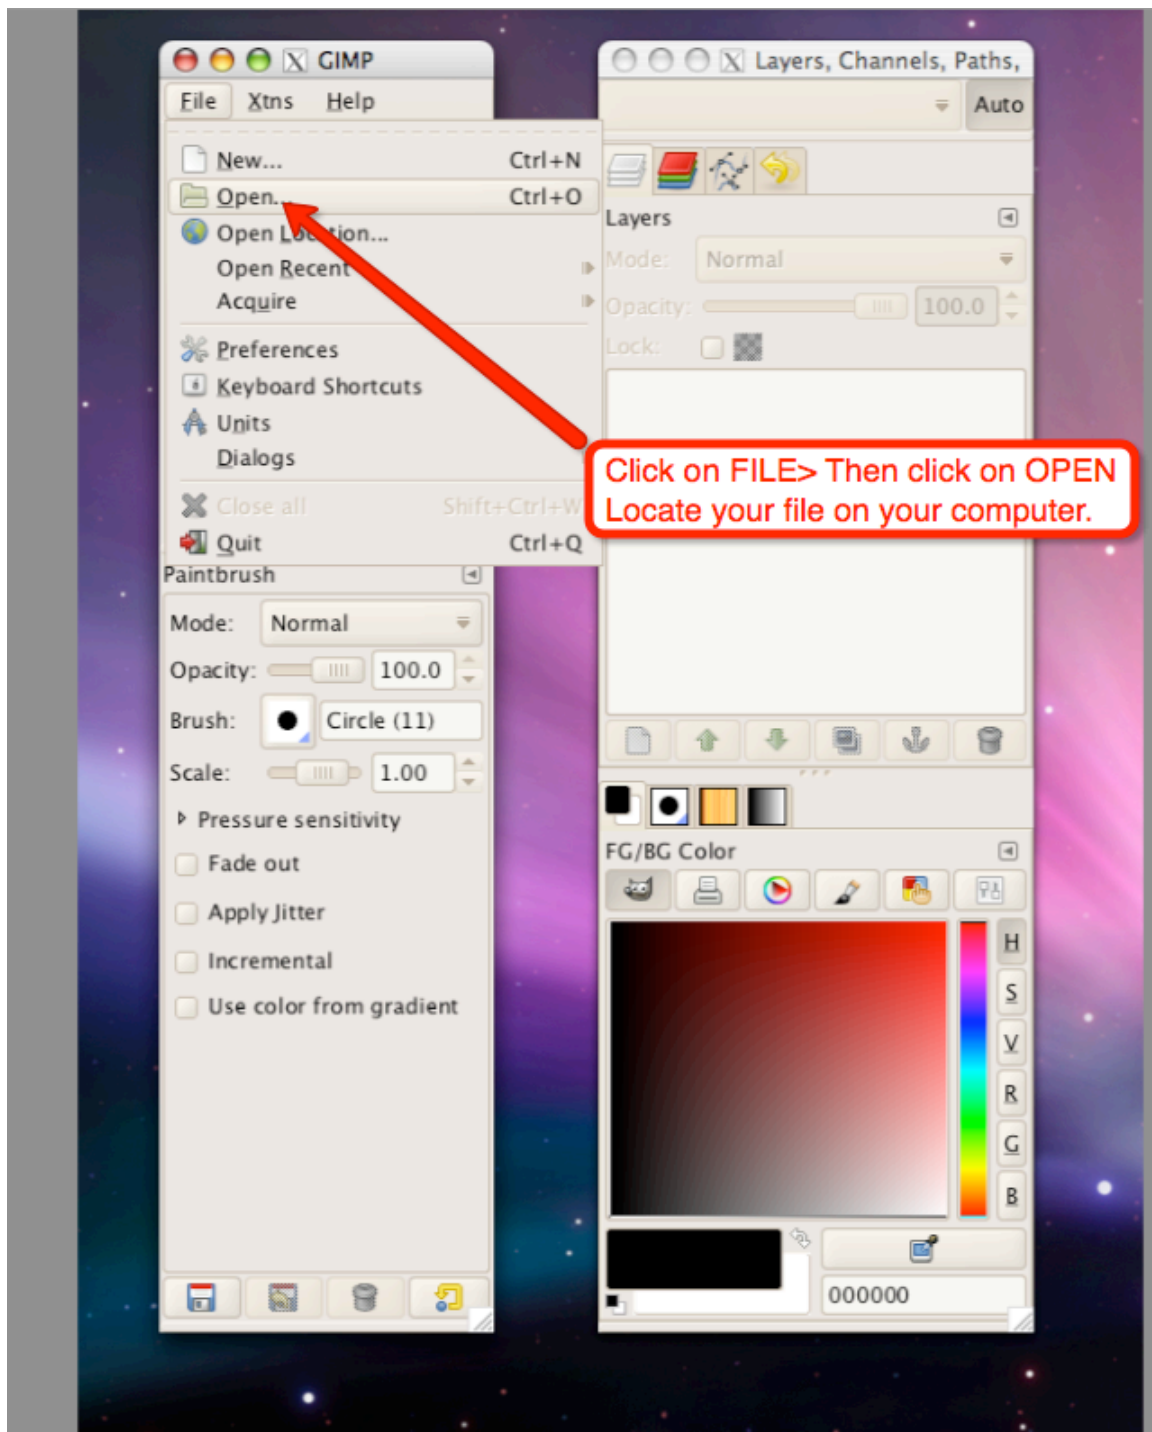 GIMP
File Xtns Help
New... Ctrl+N
Open... Ctrl+O
Open Location...
Open Recent
Acquire
Preferences
Keyboard Shortcuts
Units
Dialogs
Close all Shift+Ctrl+W
Quit Ctrl+Q
Paintbrush
Mode: Normal
Opacity: 100.0
Brush: Circle (11)
Scale: 1.00
Pressure sensitivity
Fade out
Apply Jitter
Incremental
Use color from gradient
Layers, Channels, Paths,
Auto
Layers
Mode: Normal
Opacity: 100.0
Lock:
Click on FILE> Then click on OPEN
Locate your file on your computer.
FG/BG Color
H
S
V
R
G
B
000000